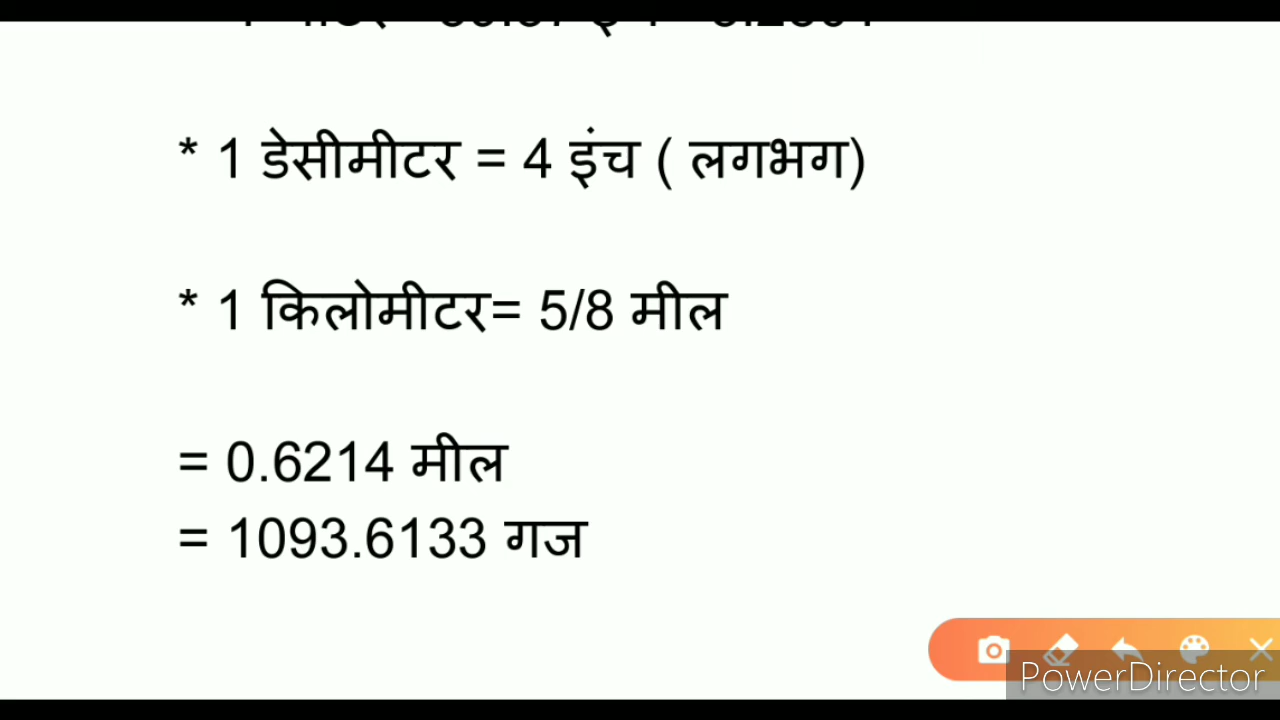 * 1 डेसीमीटर = 4 इंच ( लगभग)
* 1 किलोमीटर= 5/8 मील
= 0.6214 मील
= 1093.6133 गज
PowerDirector